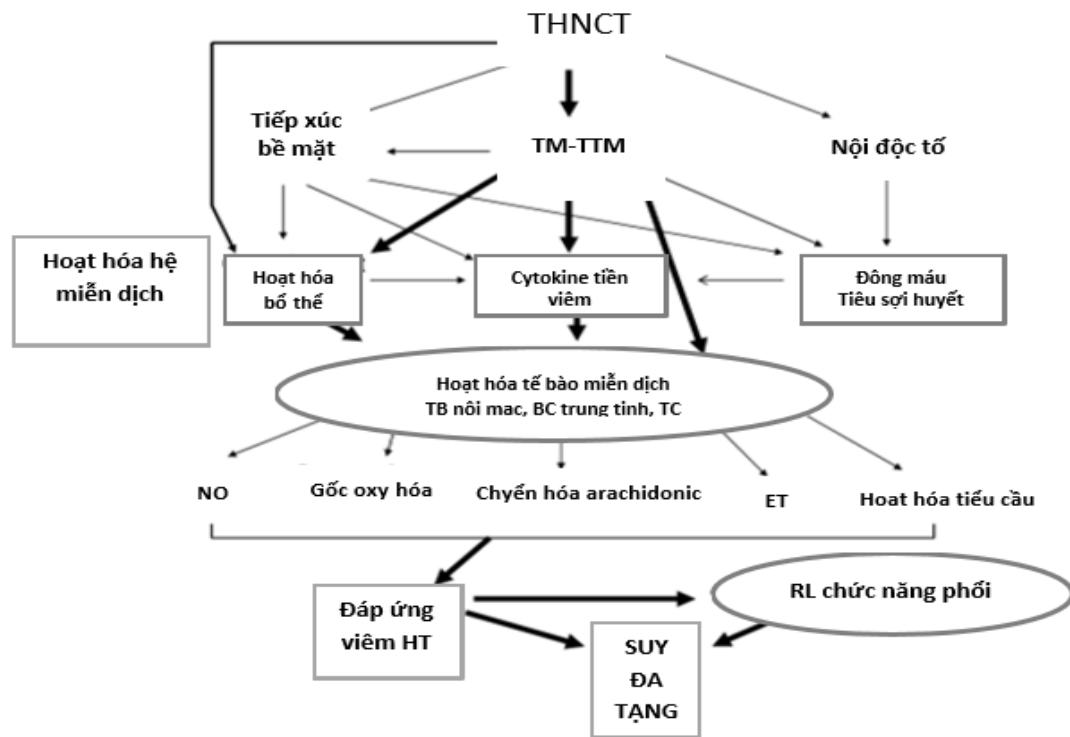 THNCT
Tiếp xúc
bề mặt
TM-TTM
Nội độc tố
Hoạt hóa hệ
miễn dịch
Hoạt hóa
bổ thể
Cytokine tiền
viêm
Đông máu
Tiêu sợi huyết
Hoạt hóa tế bào miễn dịch
TB nôi mac, BC trung tinh, TC
NO
Gốc oxy hóa
Chyển hóa arachidonic
ET
Hoat hóa tiểu cầu
Đáp ứng
viêm HT
RL chức năng phổi
SUY
ĐA
TẠNG